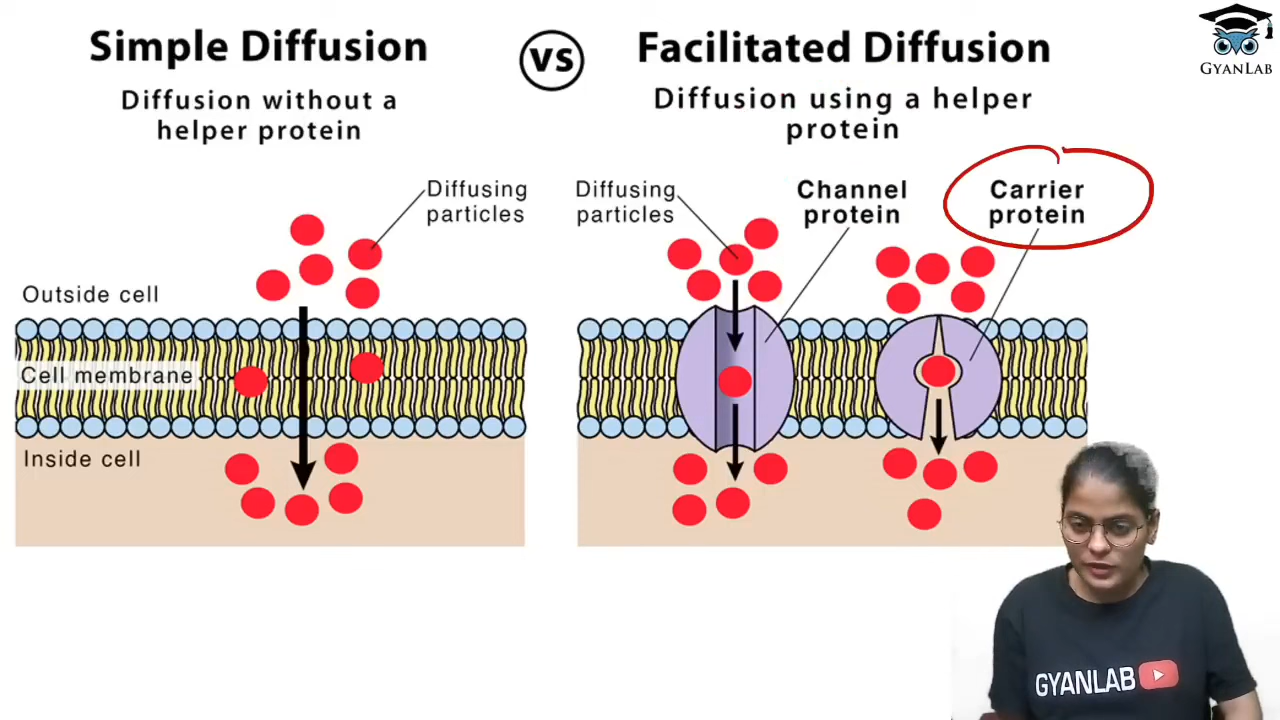 Simple Diffusion
VS
Facilitated Diffusion
GYANLAB
Diffusion without a
helper protein
Diffusion using a helper
protein
Diffusing
particles
Diffusing
particles
Channel
protein
Carrier
protein
Outside cell
Cell membrane
Inside cell
GYANLAB